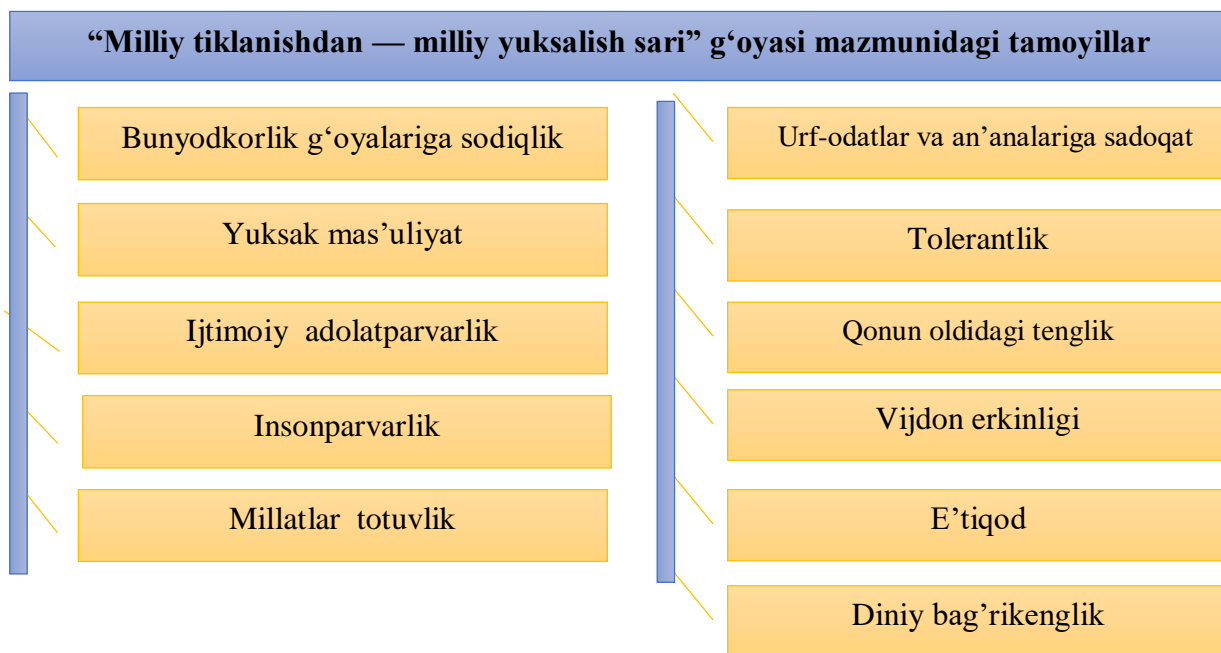 “Milliy tiklanishdan — milliy yuksalish sari” g‘oyasi mazmunidagi tamoyillar
Bunyodkorlik g‘oyalariga sodiqlik
Yuksak mas’uliyat
Ijtimoiy adolatparvarlik
Insonparvarlik
Millatlar totuvlik
Urf-odatlar va an’analariga sadoqat
Tolerantlik
Qonun oldidagi tenglik
Vijdon erkinligi
E’tiqod
Diniy bag’rikenglik